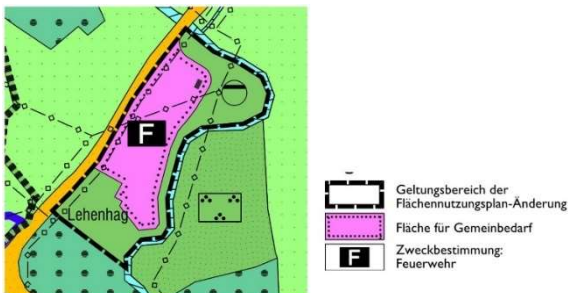 F
Lehenhag
Geltungsbereich der
Flächennutzungsplan-Änderung
Fläche für Gemeinbedarf
F
Zweckbestimmung:
Feuerwehr